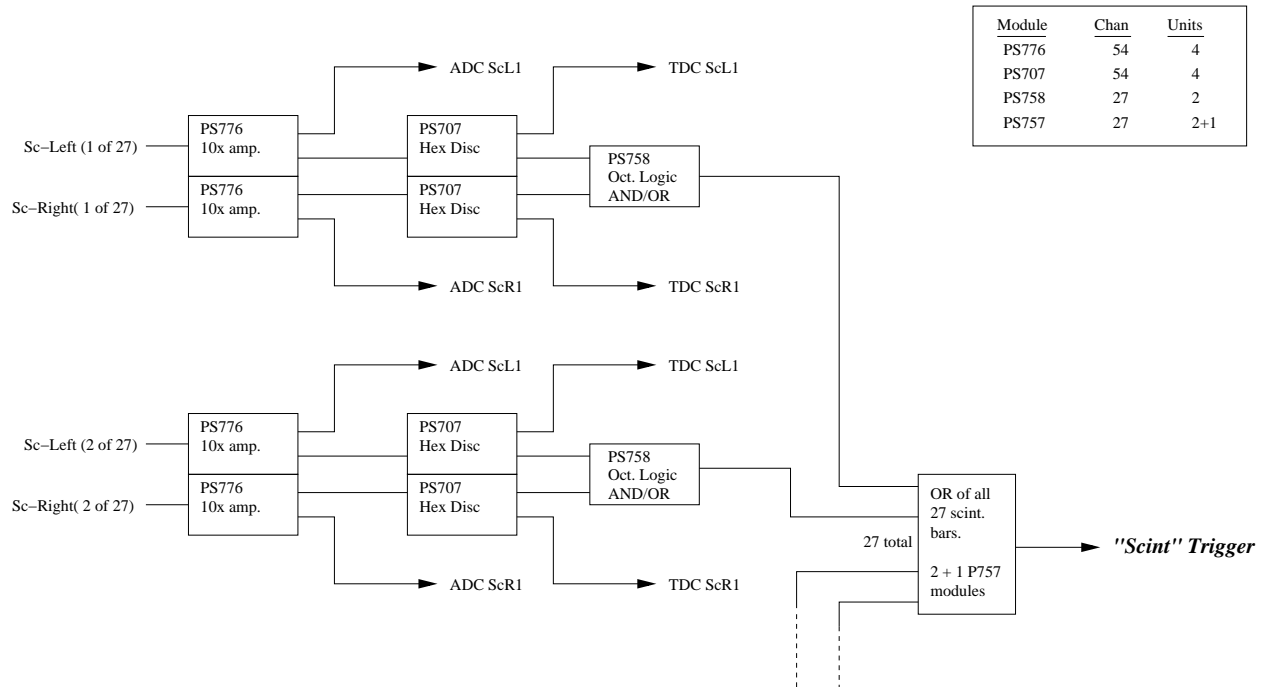 Module Chan Units
PS776 54 4
PS707 54 4
PS758 27 2
PS757 27 2+1
ADC ScL1
TDC ScL1
Sc−Left (1 of 27)
PS776
10x amp.
PS707
Hex Disc
PS758
Oct. Logic
AND/OR
Sc−Right( 1 of 27)
PS776
10x amp.
PS707
Hex Disc
ADC ScR1
TDC ScR1
ADC ScL1
TDC ScL1
Sc−Left (2 of 27)
PS776
10x amp.
PS707
Hex Disc
PS758
Oct. Logic
AND/OR
Sc−Right( 2 of 27)
PS776
10x amp.
PS707
Hex Disc
ADC ScR1
TDC ScR1
27 total
OR of all
27 scint.
bars.
2 + 1 P757
modules
"Scint" Trigger